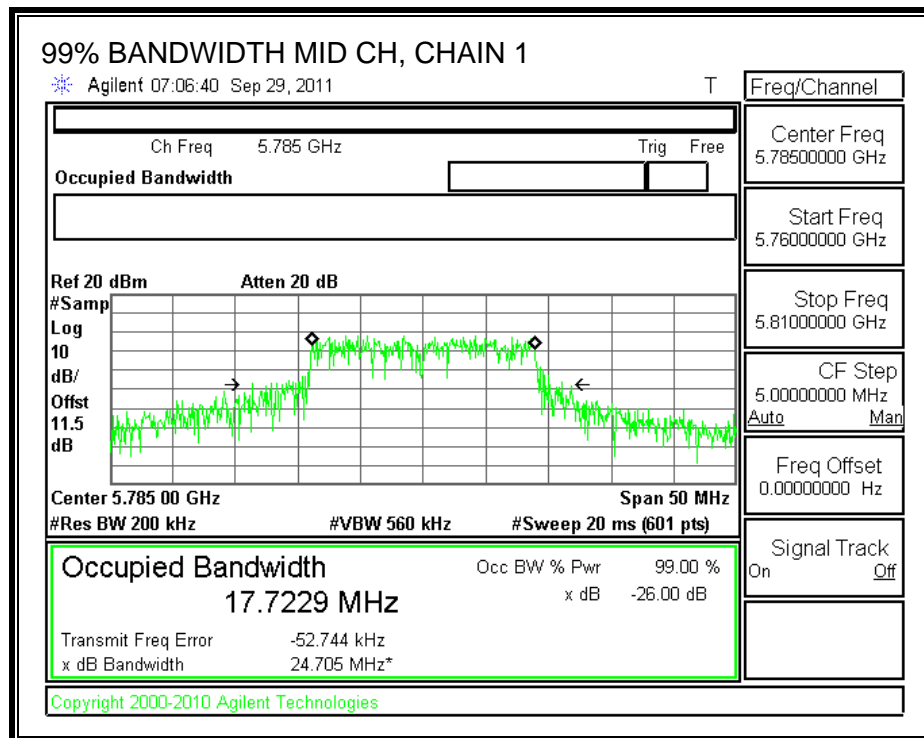 99% BANDWIDTH MID CH, CHAIN 1
Agilent 07:06:40 Sep 29, 2011 T
Ch Freq 5.785 GHz Trig Free
Occupied Bandwidth
Ref 20 dBm Atten 20 dB
#Samp
Log
10
dB/
Offst
11.5
dB
Center 5.785 00 GHz Span 50 MHz
#Res BW 200 kHz #VBW 560 kHz #Sweep 20 ms (601 pts)
Occupied Bandwidth
17.7229 MHz
Occ BW % Pwr 99.00 %
x dB -26.00 dB
Transmit Freq Error -52.744 kHz
x dB Bandwidth 24.705 MHz*
Copyright 2000-2010 Agilent Technologies
Freq/Channel
Center Freq
5.78500000 GHz
Start Freq
5.76000000 GHz
Stop Freq
5.81000000 GHz
CF Step
5.00000000 MHz
Auto Man
Freq Offset
0.00000000 Hz
Signal Track
On Off